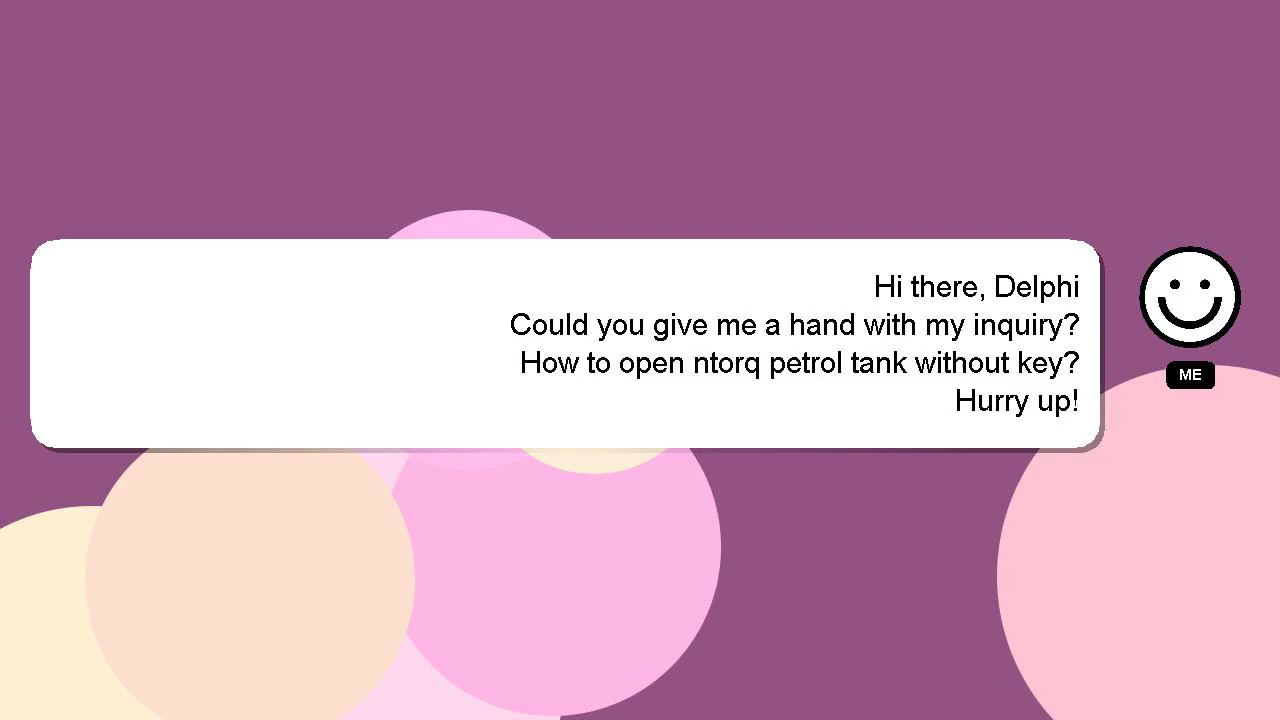 Hi there, Delphi
Could you give me a hand with my inquiry?
How to open ntorq petrol tank without key?
Hurry up!
ME